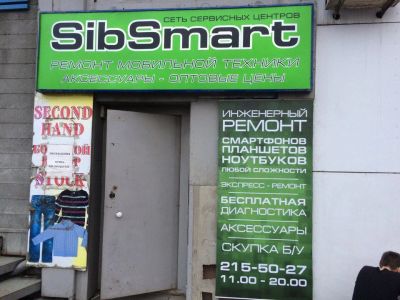 СЕТЬ СЕРВИСНЫХ ЦЕНТРОВ
SibSmart
РЕМОНТ МОБИЛЬНОЙ ТЕХНИКИ
АКСЕССУАРЫ - ОПТОВЫЕ ЦЕНЫ
SECOND
HAND
STOCK
ИНЖЕНЕРНЫЙ
РЕМОНТ
СМАРТФОНОВ
ПЛАНШЕТОВ
НОУТБУКОВ
ЛЮБОЙ СЛОЖНОСТИ
ЭКСПРЕСС - РЕМОНТ
БЕСПЛАТНАЯ
ДИАГНОСТИКА
АКСЕССУАРЫ
СКУПКА Б/У
215-50-27
11.00 - 20.00